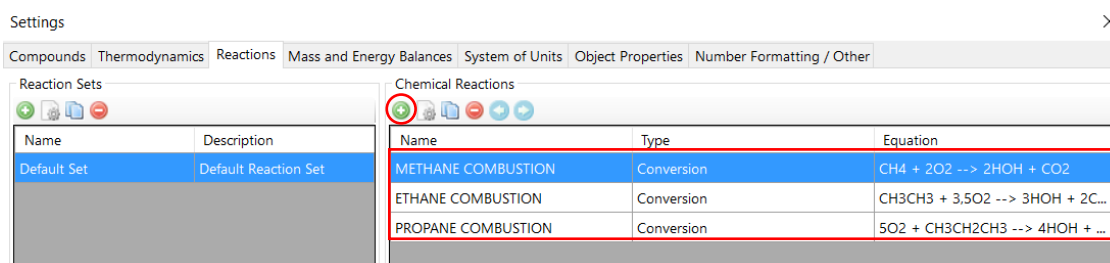 Settings
Compounds Thermodynamics Reactions Mass and Energy Balances System of Units Object Properties Number Formatting / Other
Reaction Sets
Chemical Reactions
Name Description
Default Set Default Reaction Set
Name Type Equation
METHANE COMBUSTION Conversion CH4 + 2O2 --> 2HOH + CO2
ETHANE COMBUSTION Conversion CH3CH3 + 3,5O2 --> 3HOH + 2C...
PROPANE COMBUSTION Conversion 5O2 + CH3CH2CH3 --> 4HOH + ...